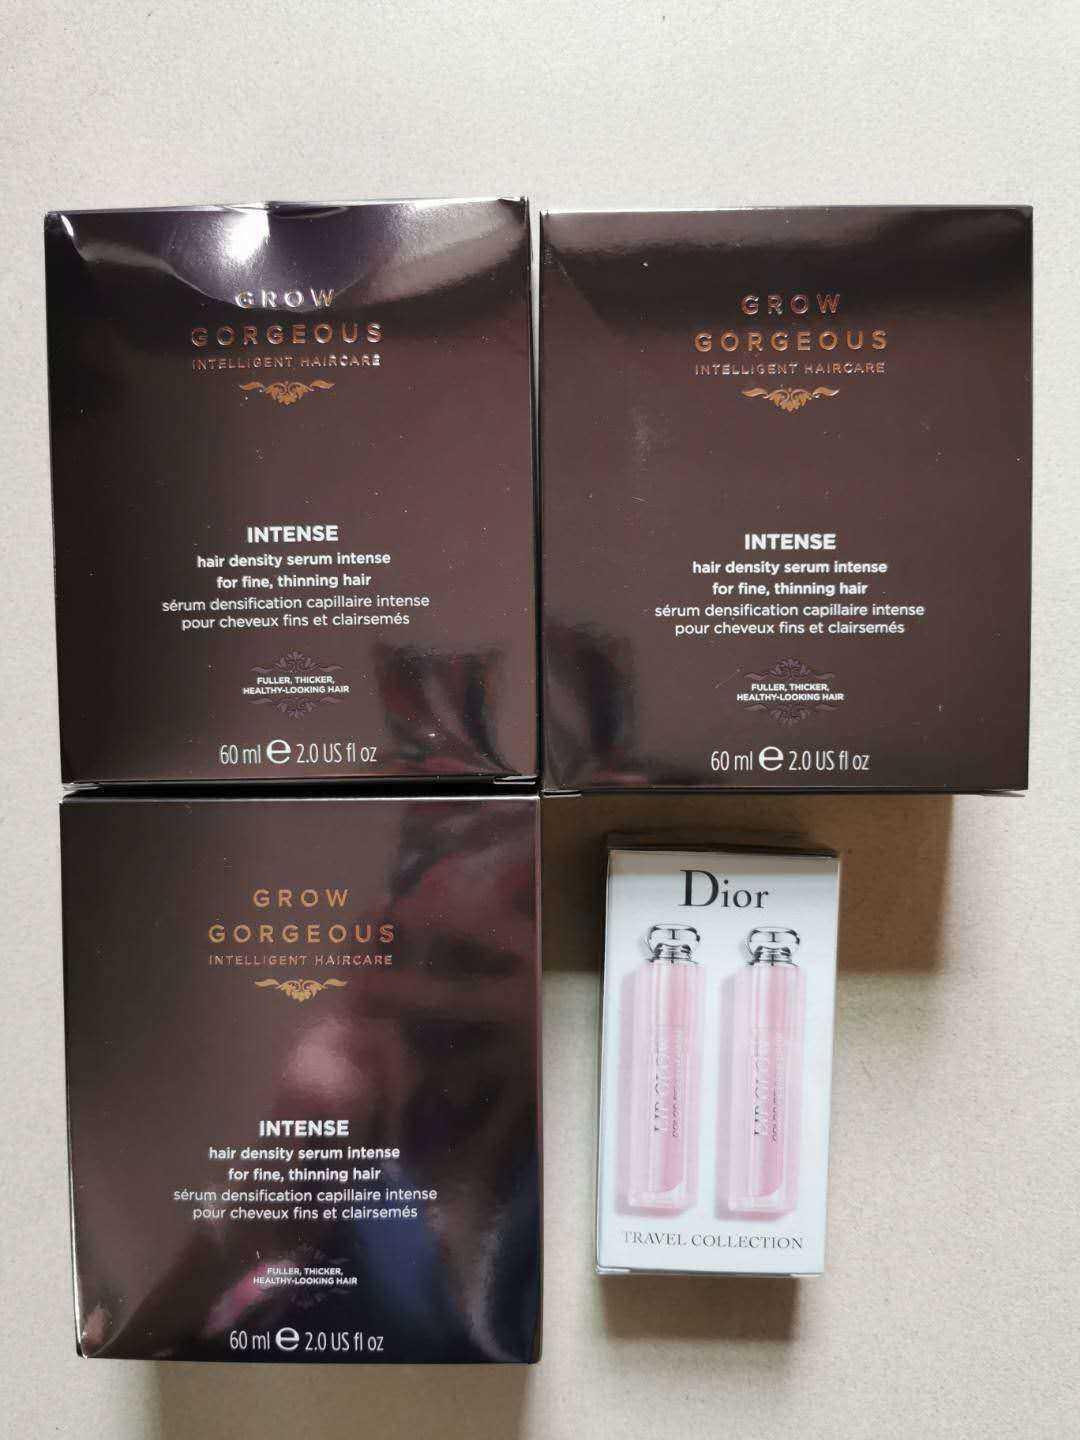 GROW
GORGEOUS
INTELLIGENT HAIRCARE
INTENSE
hair density serum intense
for fine, thinning hair
sérum densification capillaire intense
pour cheveux fins et clairsemés
FULLER, THICKER,
HEALTHY-LOOKING HAIR
60 ml e 2.0 US fl oz
GROW
GORGEOUS
INTELLIGENT HAIRCARE
INTENSE
hair density serum intense
for fine, thinning hair
sérum densification capillaire intense
pour cheveux fins et clairsemés
FULLER, THICKER,
HEALTHY-LOOKING HAIR
60 ml e 2.0 US fl oz
GROW
GORGEOUS
INTELLIGENT HAIRCARE
INTENSE
hair density serum intense
for fine, thinning hair
sérum densification capillaire intense
pour cheveux fins et clairsemés
FULLER, THICKER,
HEALTHY-LOOKING HAIR
60 ml e 2.0 US fl oz
Dior
LIP GLOW
LIP GLOW
TRAVEL COLLECTION